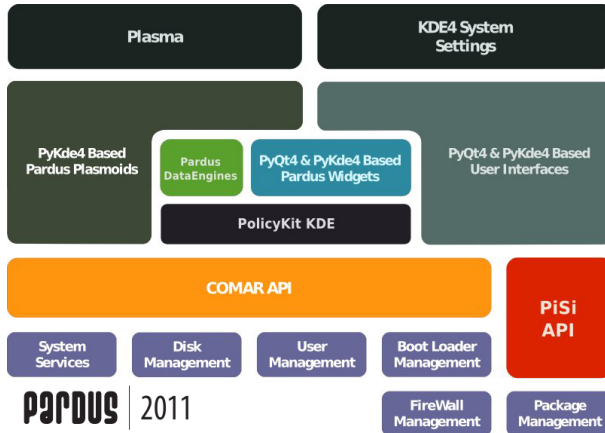 Plasma
KDE4 System
Settings
PyKde4 Based
Pardus Plasmoids
Pardus
DataEngines
PyQt4 & PyKde4 Based
Pardus Widgets
PyQt4 & PyKde4 Based
User Interfaces
PolicyKit KDE
COMAR API
PiSi
API
System
Services
Disk
Management
User
Management
Boot Loader
Management
pardus | 2011
FireWall
Management
Package
Management